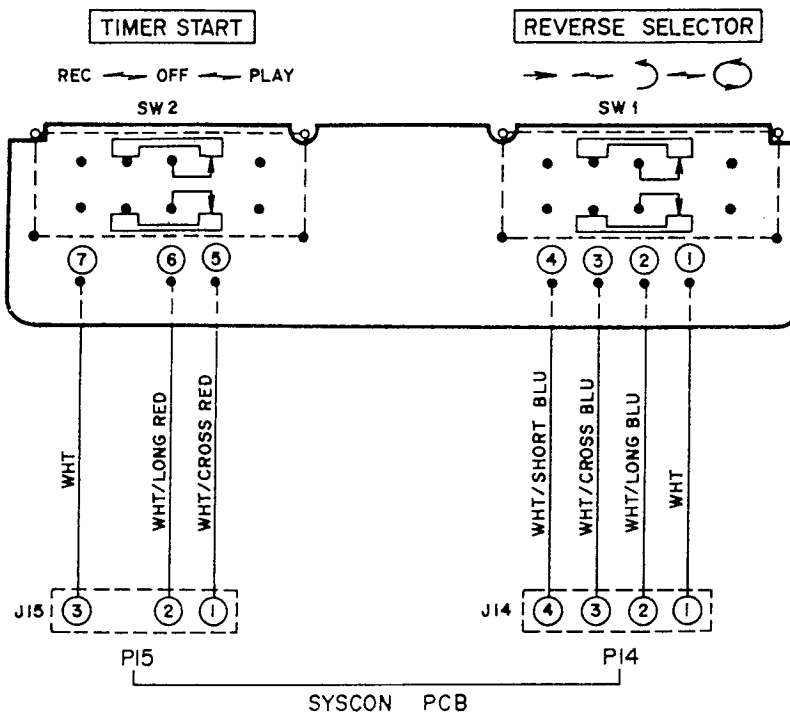 TIMER START
REVERSE SELECTOR
REC OFF PLAY
SW2
SW1
7 6 5
4 3 2 1
WHT
WHT/LONG RED
WHT/CROSS RED
WHT/SHORT BLU
WHT/CROSS BLU
WHT/LONG BLU
WHT
J15 3 2 1
J14 4 3 2 1
P15
P14
SYSCON PCB